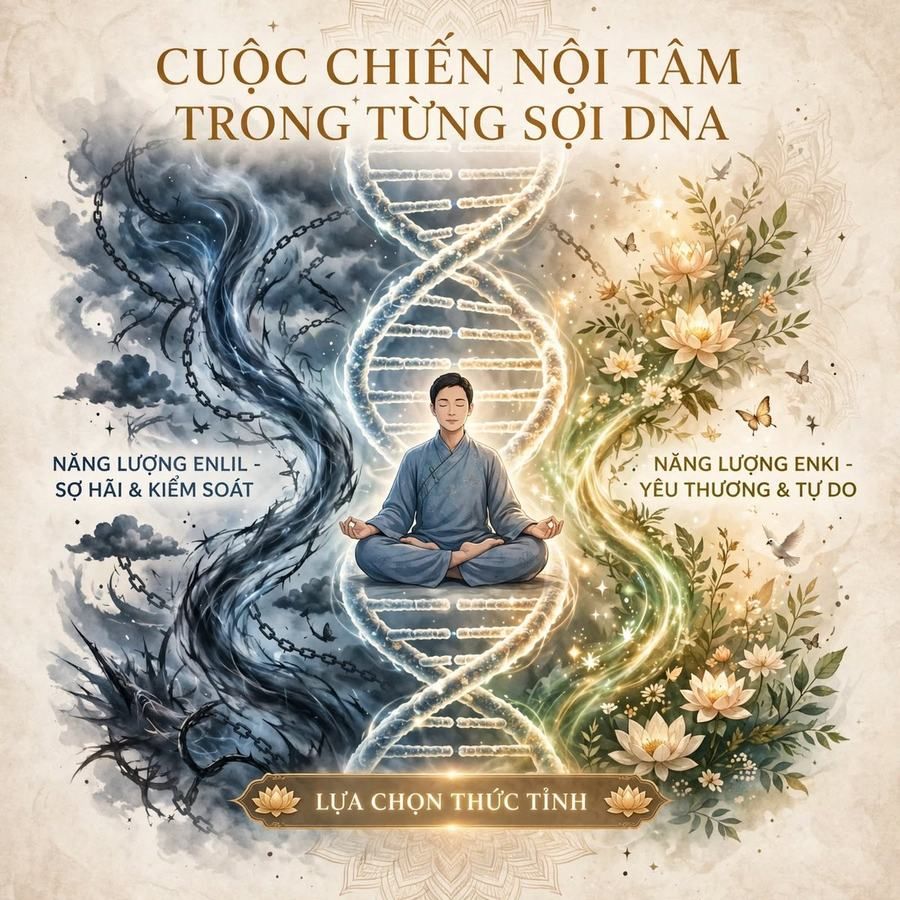 CUỘC CHIẾN NỘI TÂM
TRONG TỪNG SỢI DNA
NĂNG LƯỢNG ENLIL -
SỢ HÃI & KIỂM SOÁT
NĂNG LƯỢNG ENKI -
YÊU THƯƠNG & TỰ DO
LỰA CHỌN THỨC TỈNH